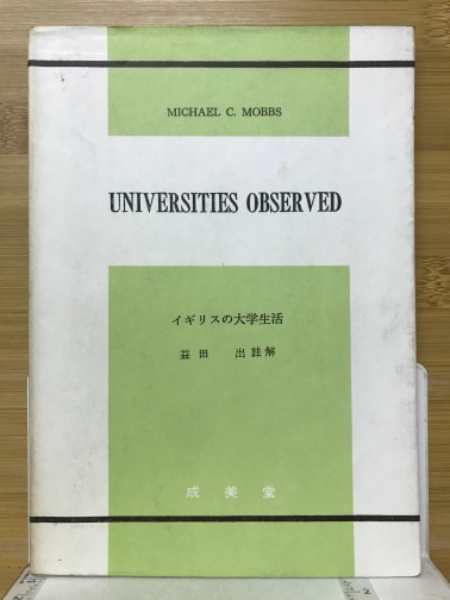 MICHAEL C. MOBBS
UNIVERSITIES OBSERVED
イギリスの大学生活
益田 出 註解
成美堂